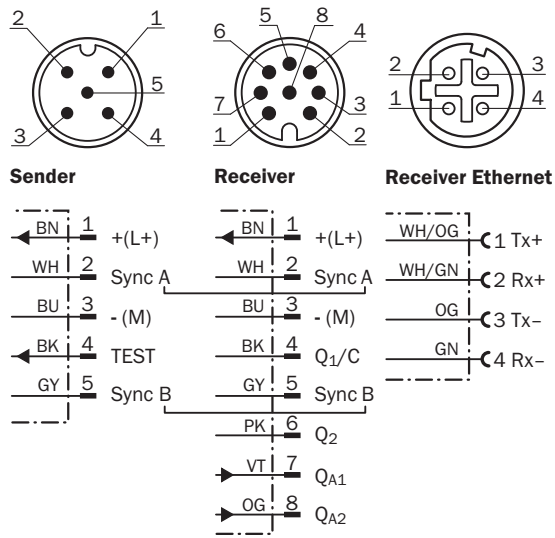 2 1
5
3 4
Sender
5 8
6 4
7 3
1 2
Receiver
2 3
1 4
Receiver Ethernet
BN 1 +(L+)
WH 2 Sync A
BU 3 - (M)
BK 4 TEST
GY 5 Sync B
BN 1 +(L+)
WH 2 Sync A
BU 3 - (M)
BK 4 Q1/C
GY 5 Sync B
PK 6 Q2
VT 7 QA1
OG 8 QA2
WH/OG 1 Tx+
WH/GN 2 Rx+
OG 3 Tx–
GN 4 Rx–